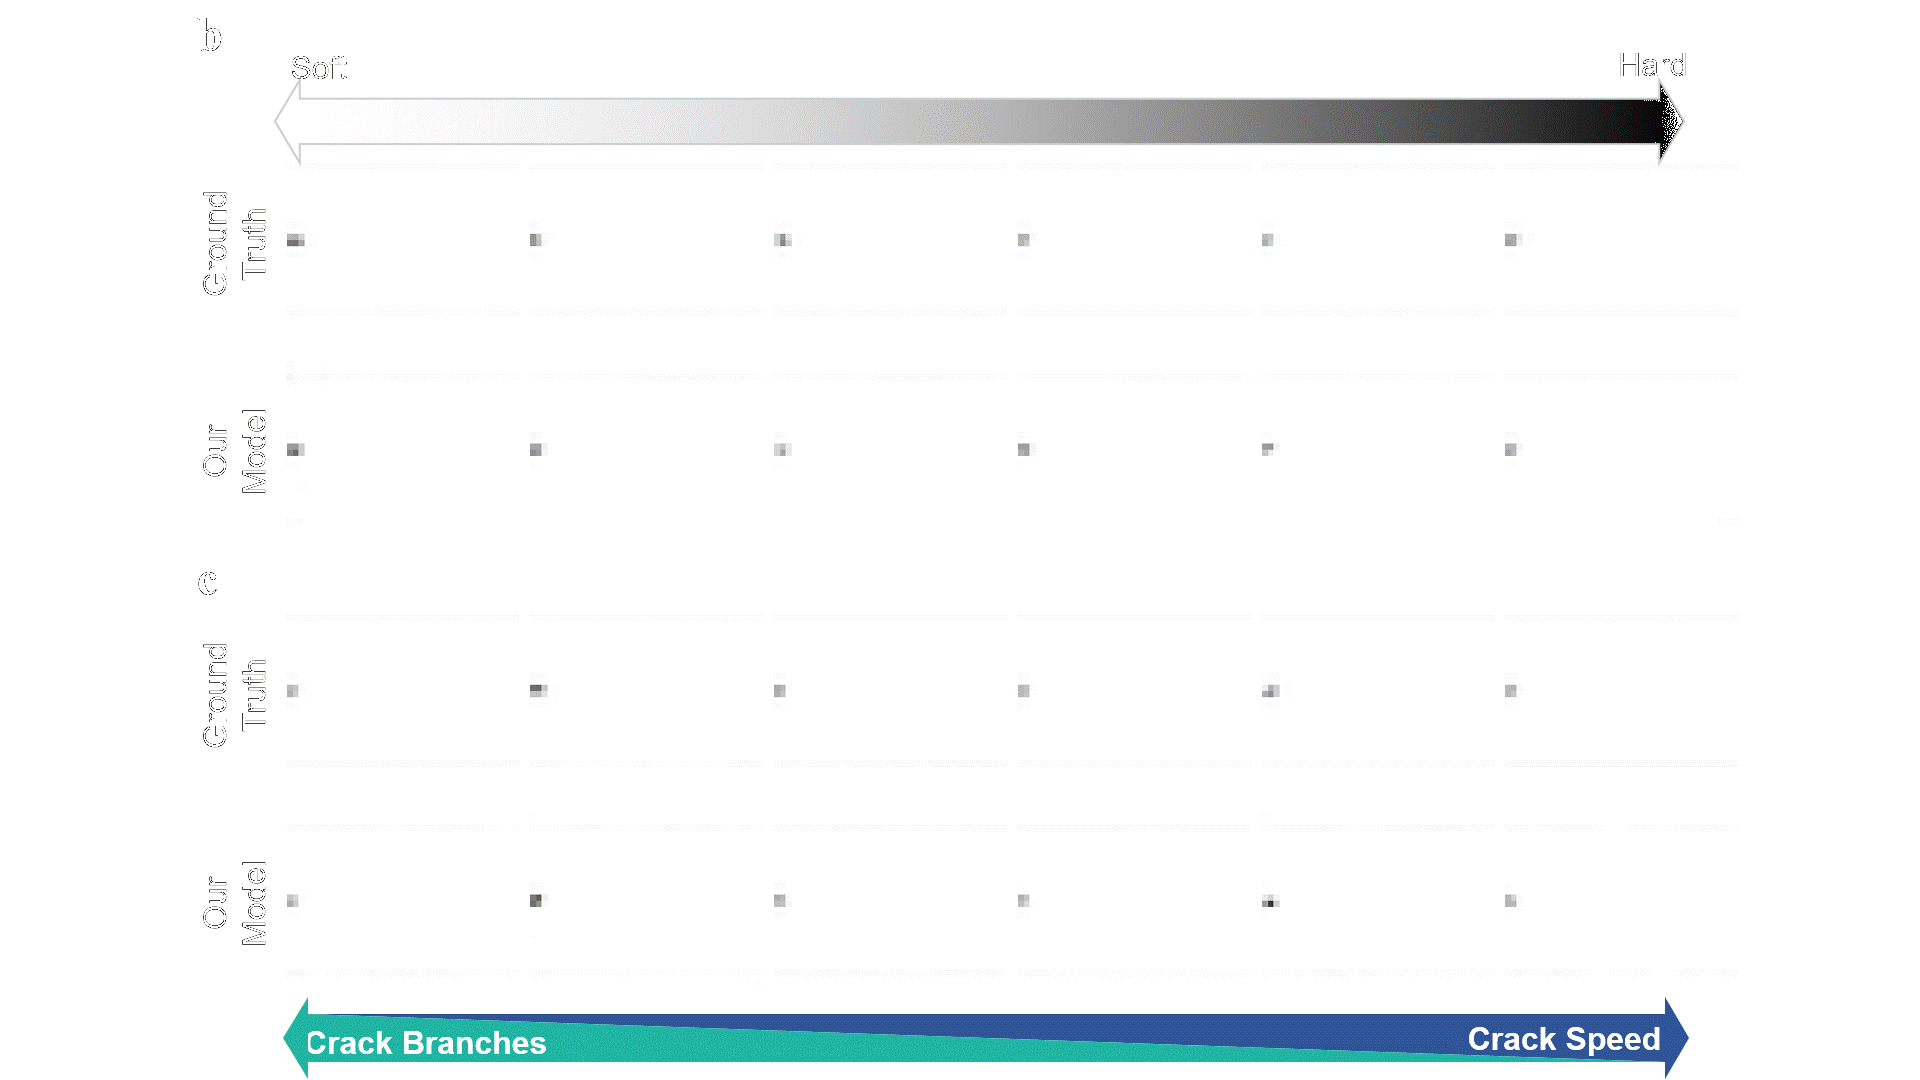 b
Soft
Hard
Ground
Truth
Our
Model
c
Ground
Truth
Our
Model
Crack Branches
Crack Speed